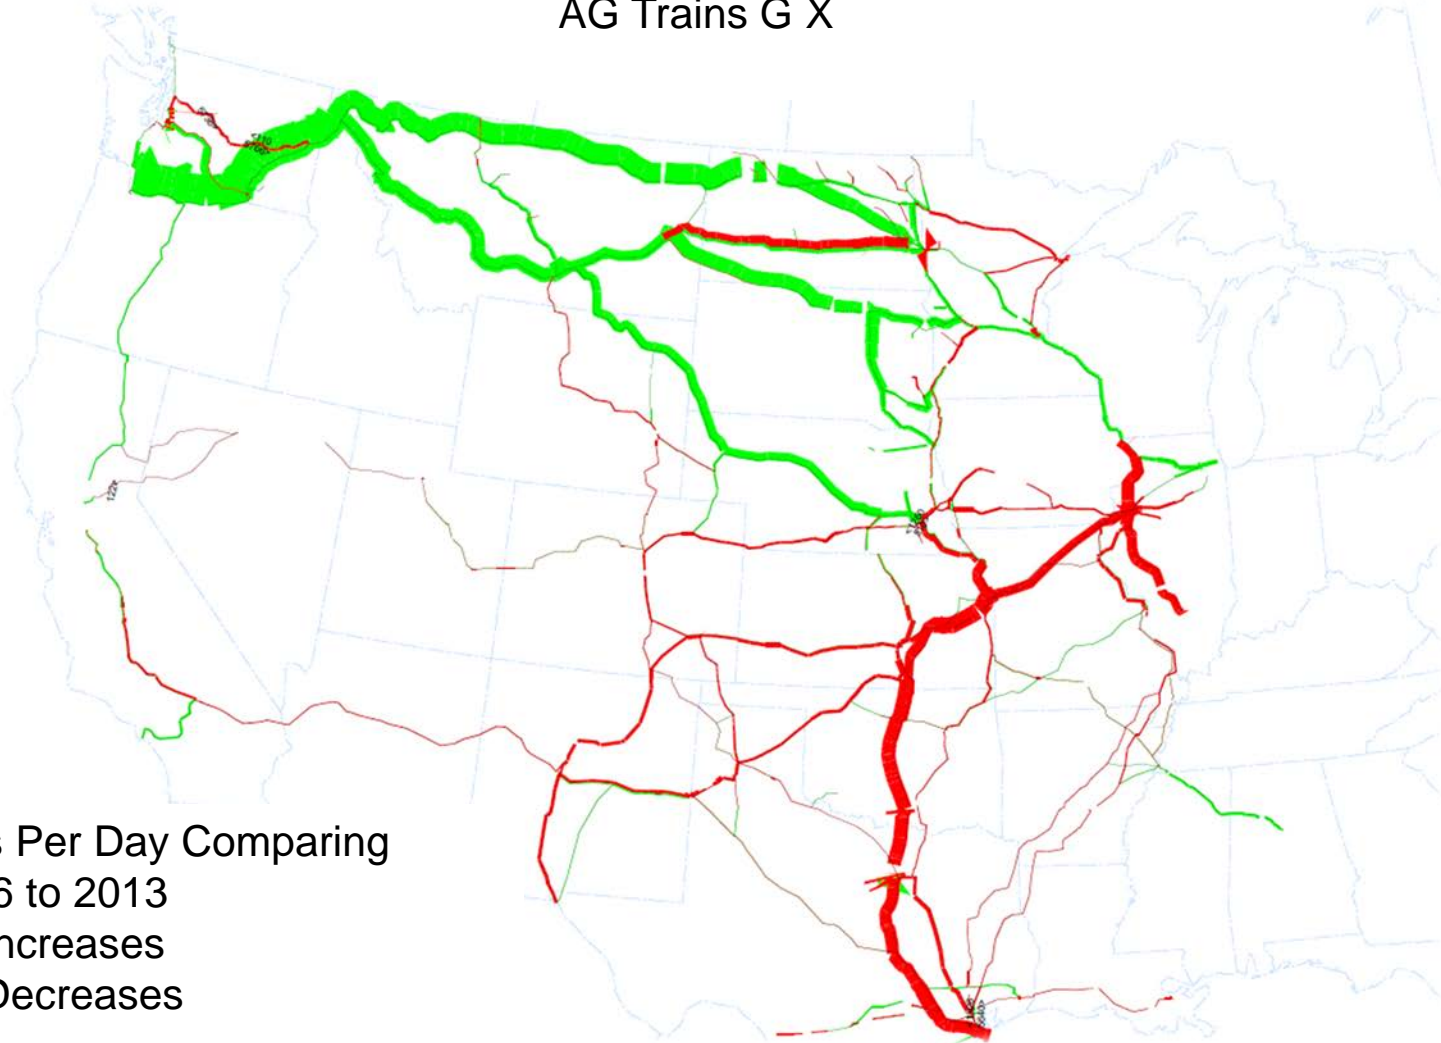 AG Trains G X
s Per Day Comparing
6 to 2013
ncreases
Decreases